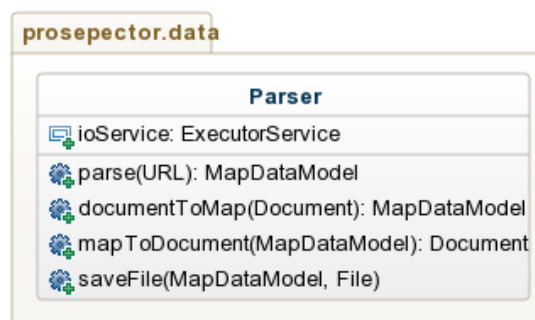 prosepector.data
Parser
ioService: ExecutorService
parse(URL): MapDataModel
documentToMap(Document): MapDataModel
mapToDocument(MapDataModel): Document
saveFile(MapDataModel, File)